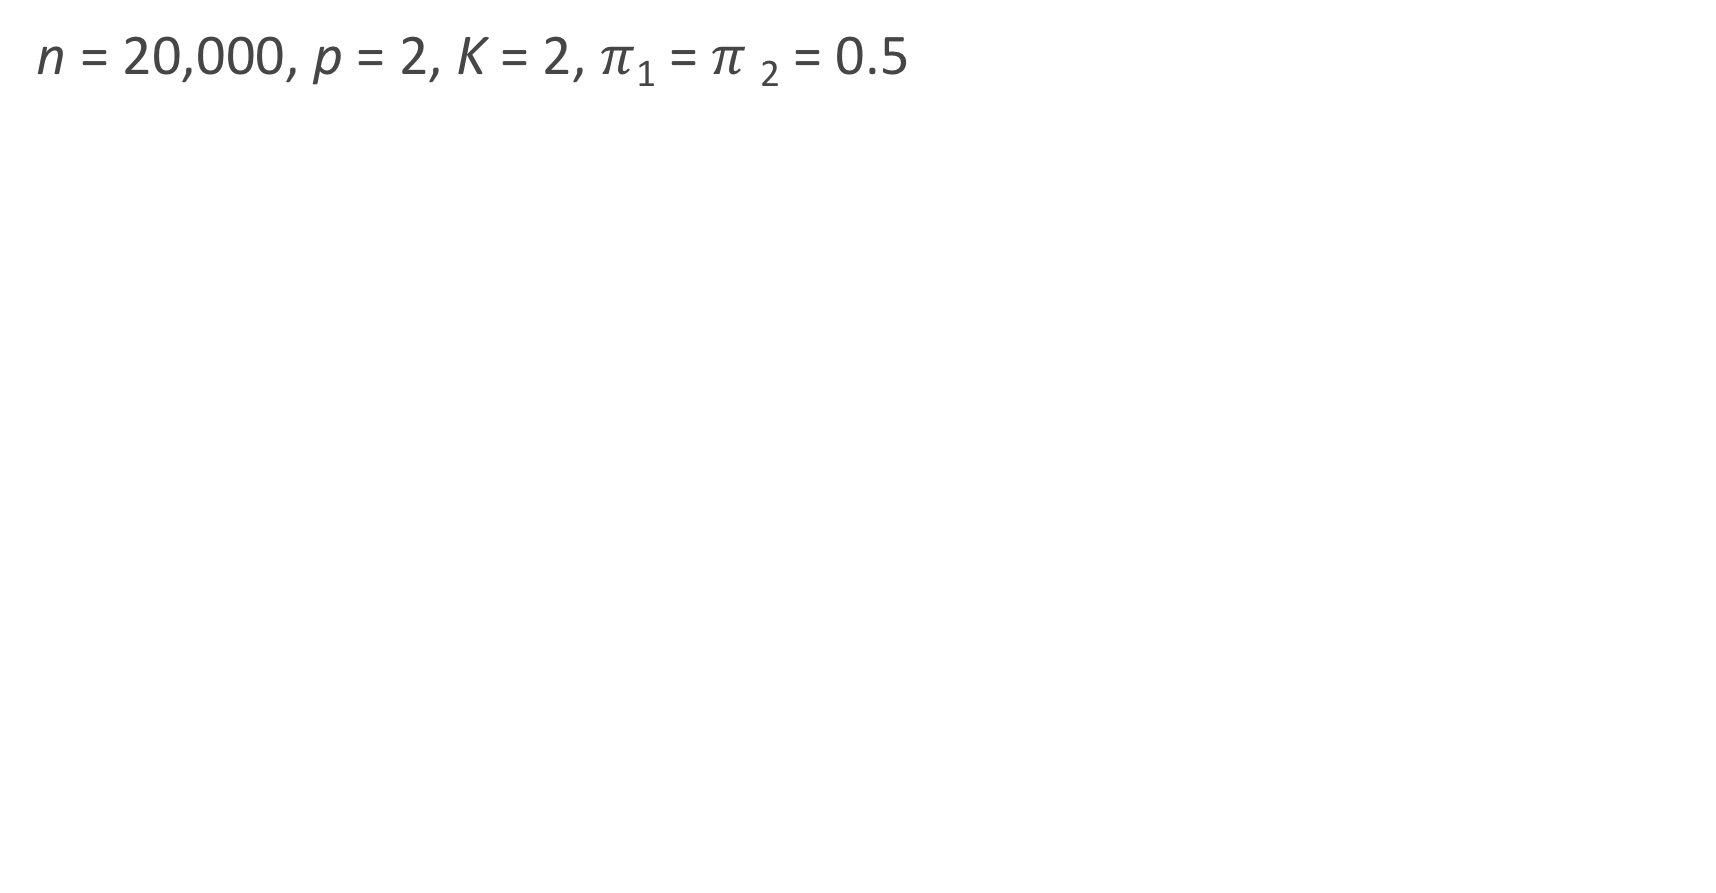 n = 20,000, p = 2, K = 2, π₁ = π ₂ = 0.5